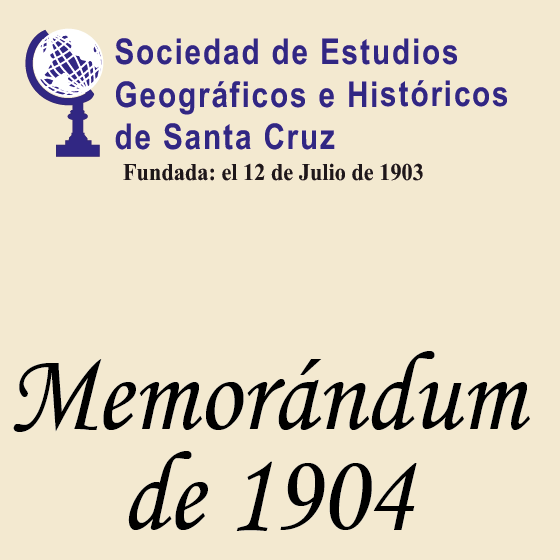 Sociedad de Estudios
Geográficos e Históricos
de Santa Cruz
Fundada: el 12 de Julio de 1903
Memorándum
de 1904